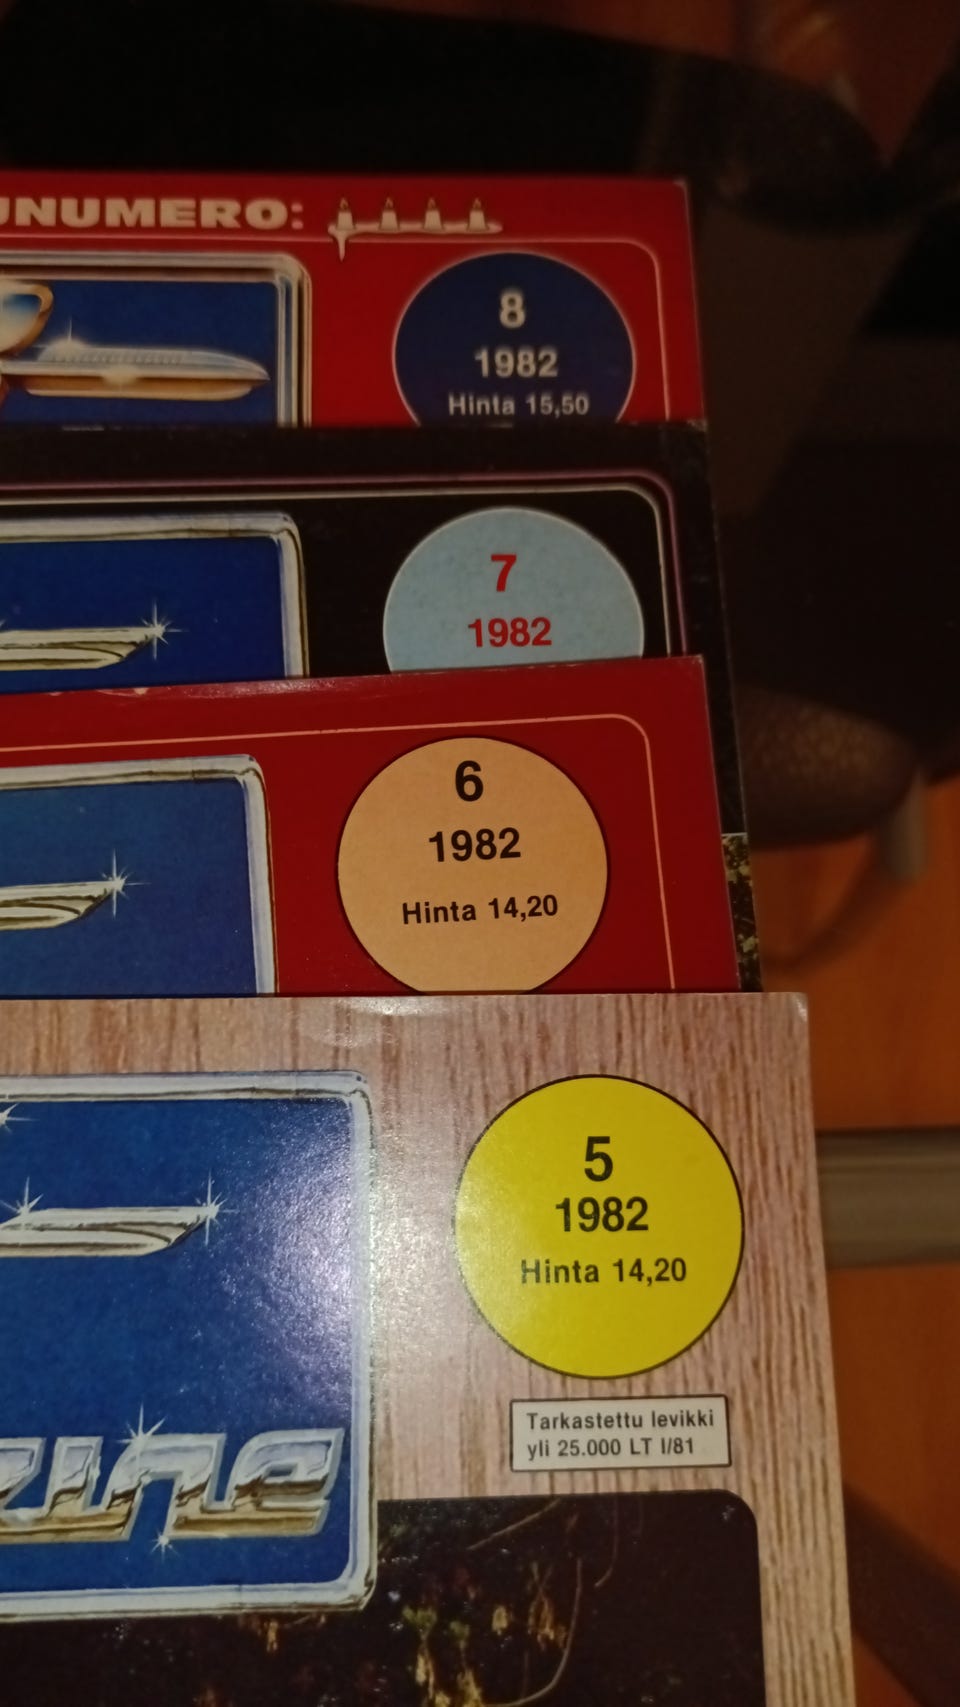 UNUMERO:
8
1982
Hinta 15,50
7
1982
6
1982
Hinta 14,20
5
1982
Hinta 14,20
Tarkastettu levikki
yli 25.000 LT I/81